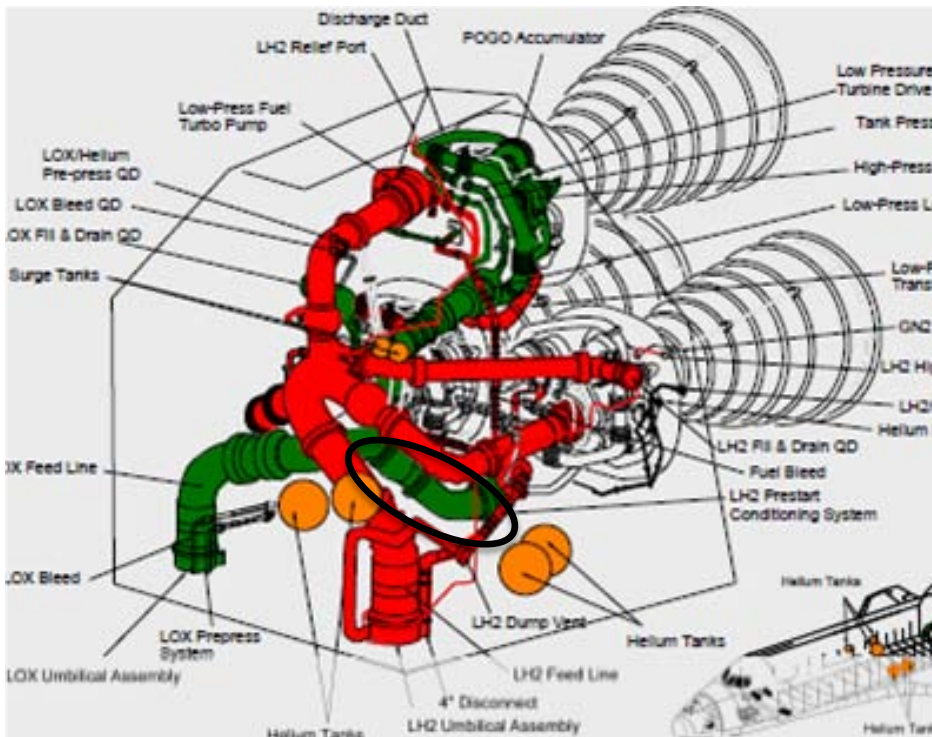 Discharge Duct
LH2 Relief Port
POGO Accumulator
Low Pressure
Turbine Drive
Low-Press Fuel
Turbo Pump
Tank Press
LOX/Helium
Pre-press QD
High-Press
LOX Bleed QD
Low-Press L
OX Fill & Drain QD
Surge Tanks
Low-P
Trans
GN2
LH2 Hig
LH2
Helium
LH2 Fill & Drain QD
Fuel Bleed
OX Feed Line
LH2 Prestart
Conditioning System
LOX Bleed
Helium Tanks
LH2 Dump Vent
Helium Tanks
LOX Prepress
System
LOX Umbilical Assembly
LH2 Feed Line
4" Disconnect
LH2 Umbilical Assembly
Helium Tanks
Helium Tank